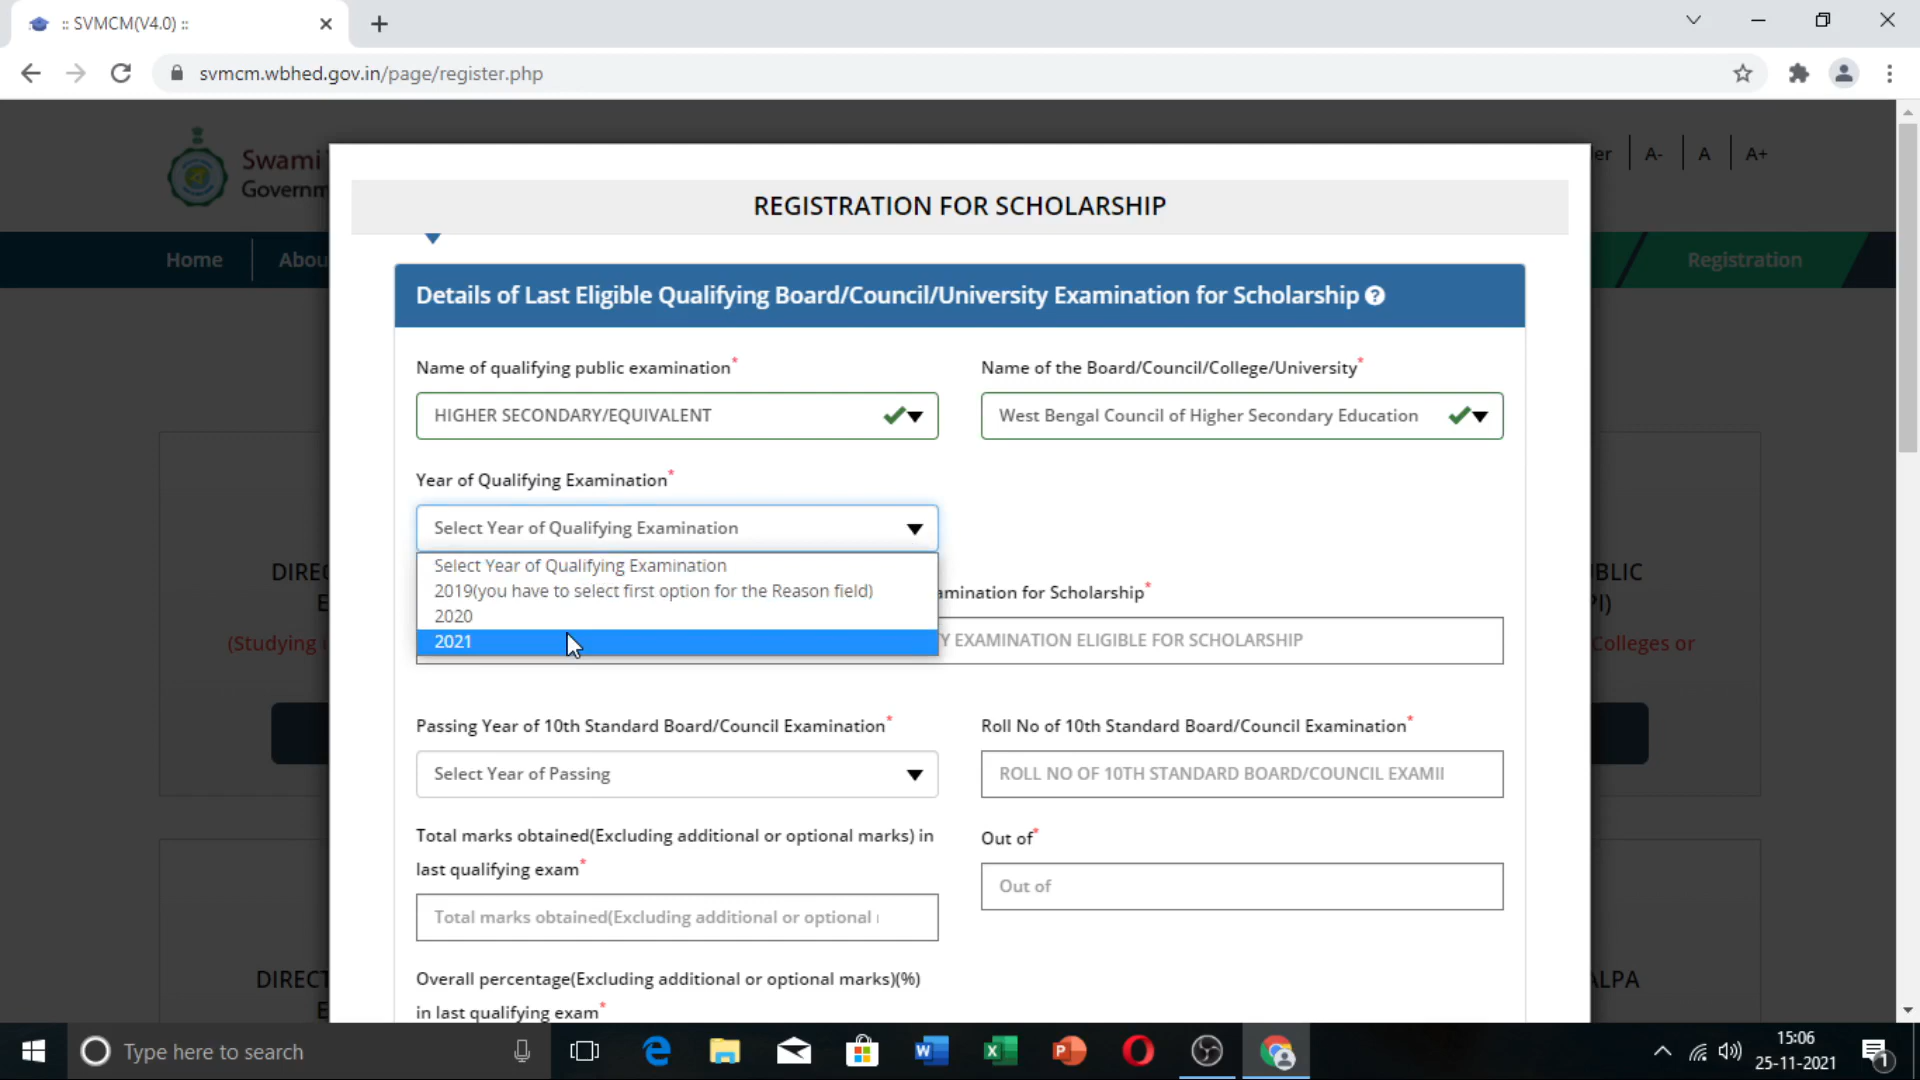 :: SVMCM(V4.0) ::
svmcm.wbhed.gov.in/page/register.php
Swami
Governm
er A- A A+
Home Abou Registration
REGISTRATION FOR SCHOLARSHIP
Details of Last Eligible Qualifying Board/Council/University Examination for Scholarship ?
Name of qualifying public examination* Name of the Board/Council/College/University*
HIGHER SECONDARY/EQUIVALENT West Bengal Council of Higher Secondary Education
Year of Qualifying Examination*
Select Year of Qualifying Examination
Select Year of Qualifying Examination
2019(you have to select first option for the Reason field)
2020
2021
amination for Scholarship*
Y EXAMINATION ELIGIBLE FOR SCHOLARSHIP
DIREC
E
(Studying i
BLIC
PI)
Colleges or
Passing Year of 10th Standard Board/Council Examination* Roll No of 10th Standard Board/Council Examination*
Select Year of Passing ROLL NO OF 10TH STANDARD BOARD/COUNCIL EXAMII
Total marks obtained(Excluding additional or optional marks) in
last qualifying exam*
Out of*
Total marks obtained(Excluding additional or optional
Out of
Overall percentage(Excluding additional or optional marks)(%)
in last qualifying exam*
DIRECT
E
ALPA
Type here to search
15:06
25-11-2021
1